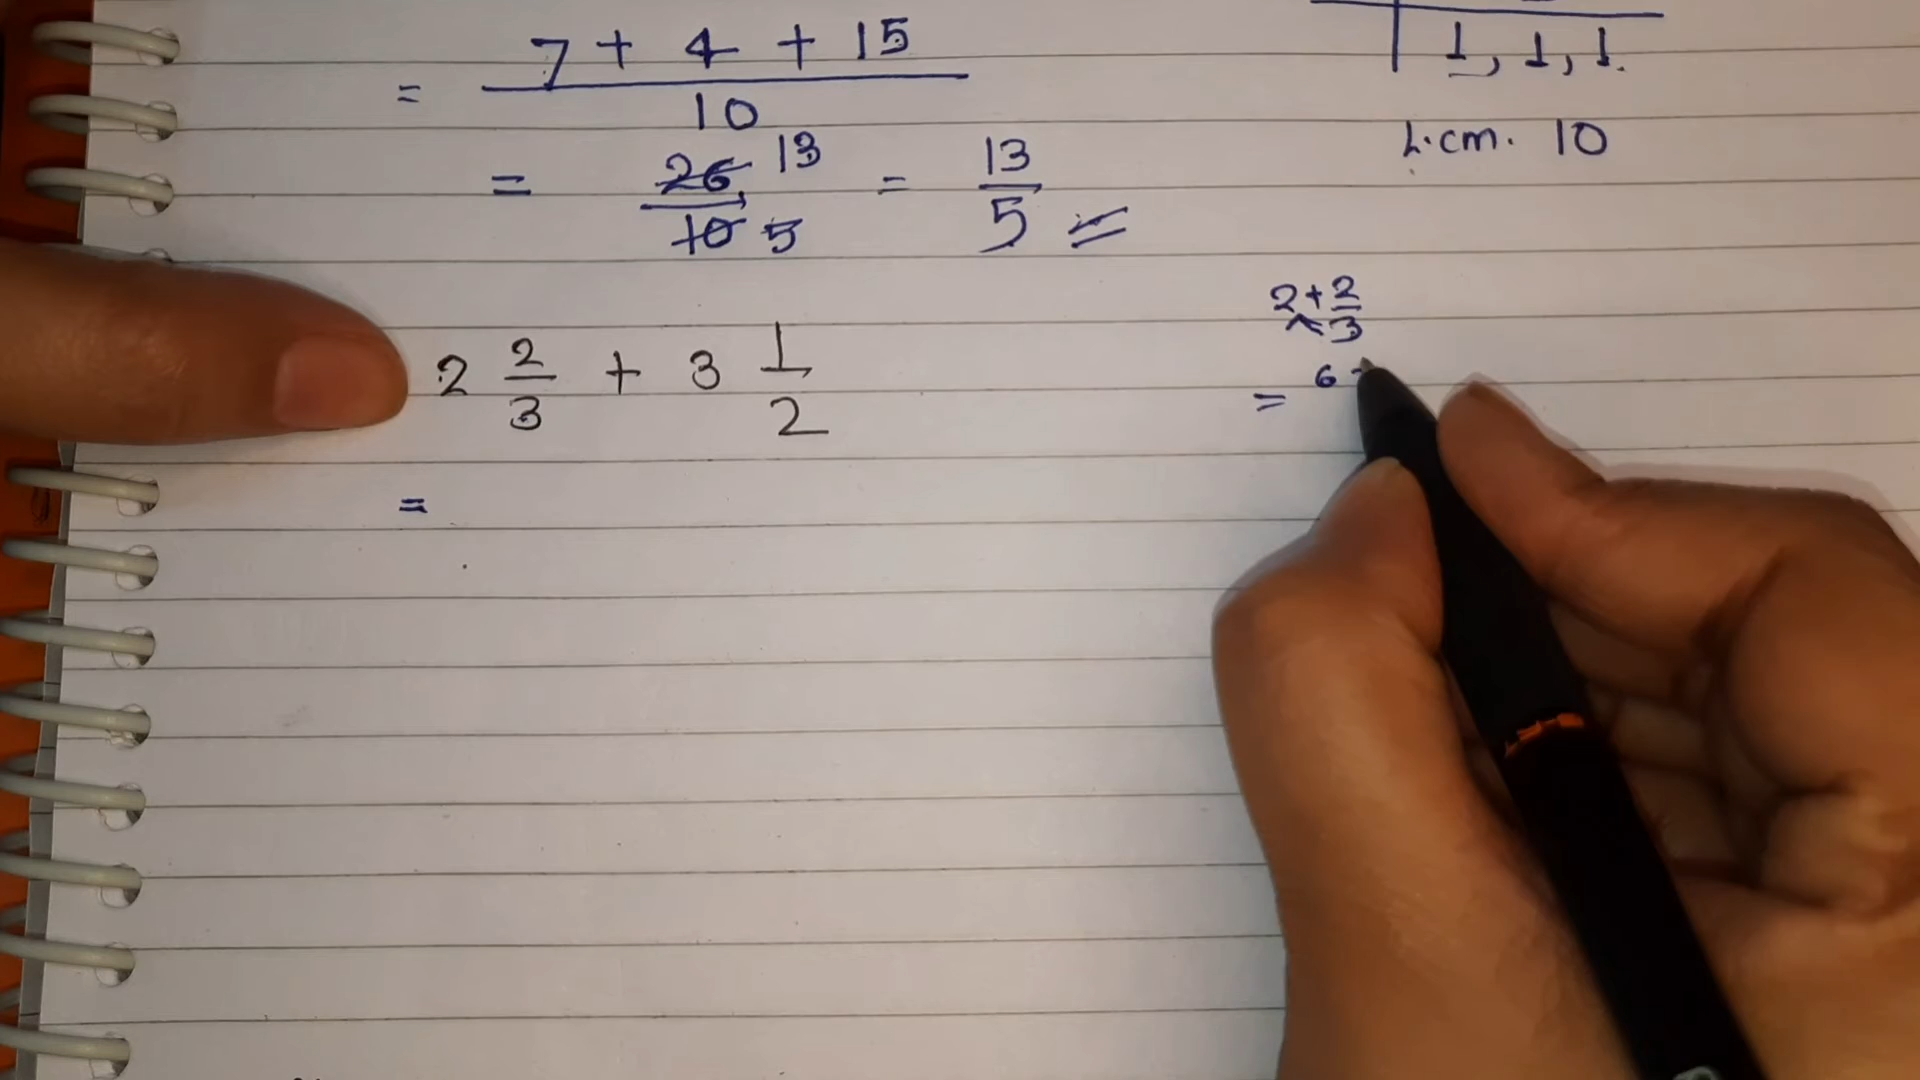 7 + 4 + 15
= ————
10
1, 1, 1.
L.cm. 10
= 26/10 13/5 = 13/5
2 2/3 + 3 1/2
=
2 + 2/3
= 6 +